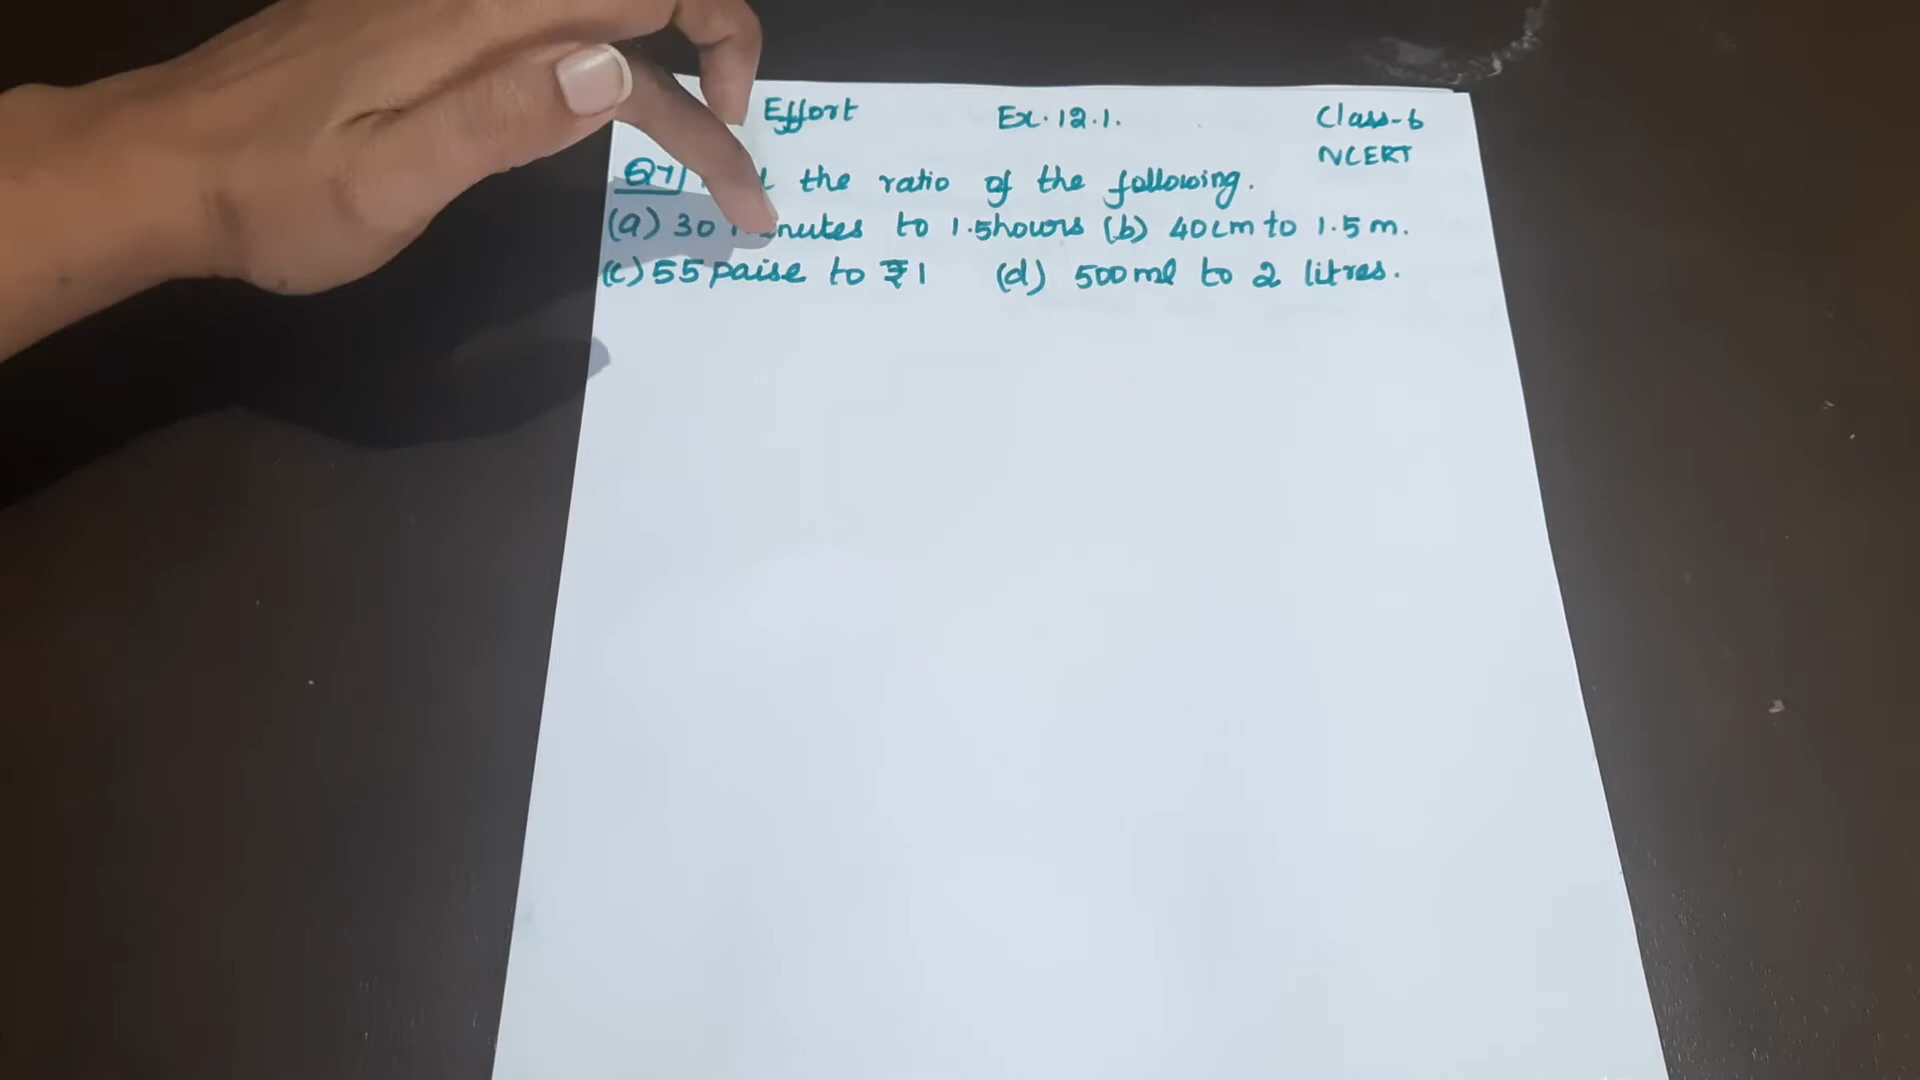 Effort Ex. 12.1. Class-6
NCERT
Q7) the ratio of the following.
(a) 30 minutes to 1.5hours (b) 40cm to 1.5m.
(c) 55 paise to ₹1 (d) 500ml to 2 litres.